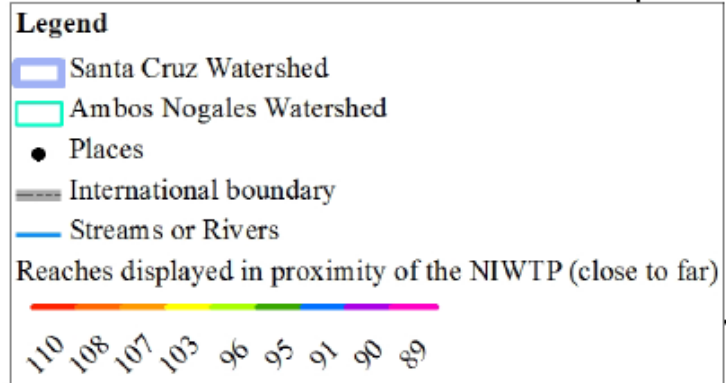 Legend
Santa Cruz Watershed
Ambos Nogales Watershed
Places
International boundary
Streams or Rivers
Reaches displayed in proximity of the NIWTP (close to far)
110 108 107 103 96 95 91 90 89